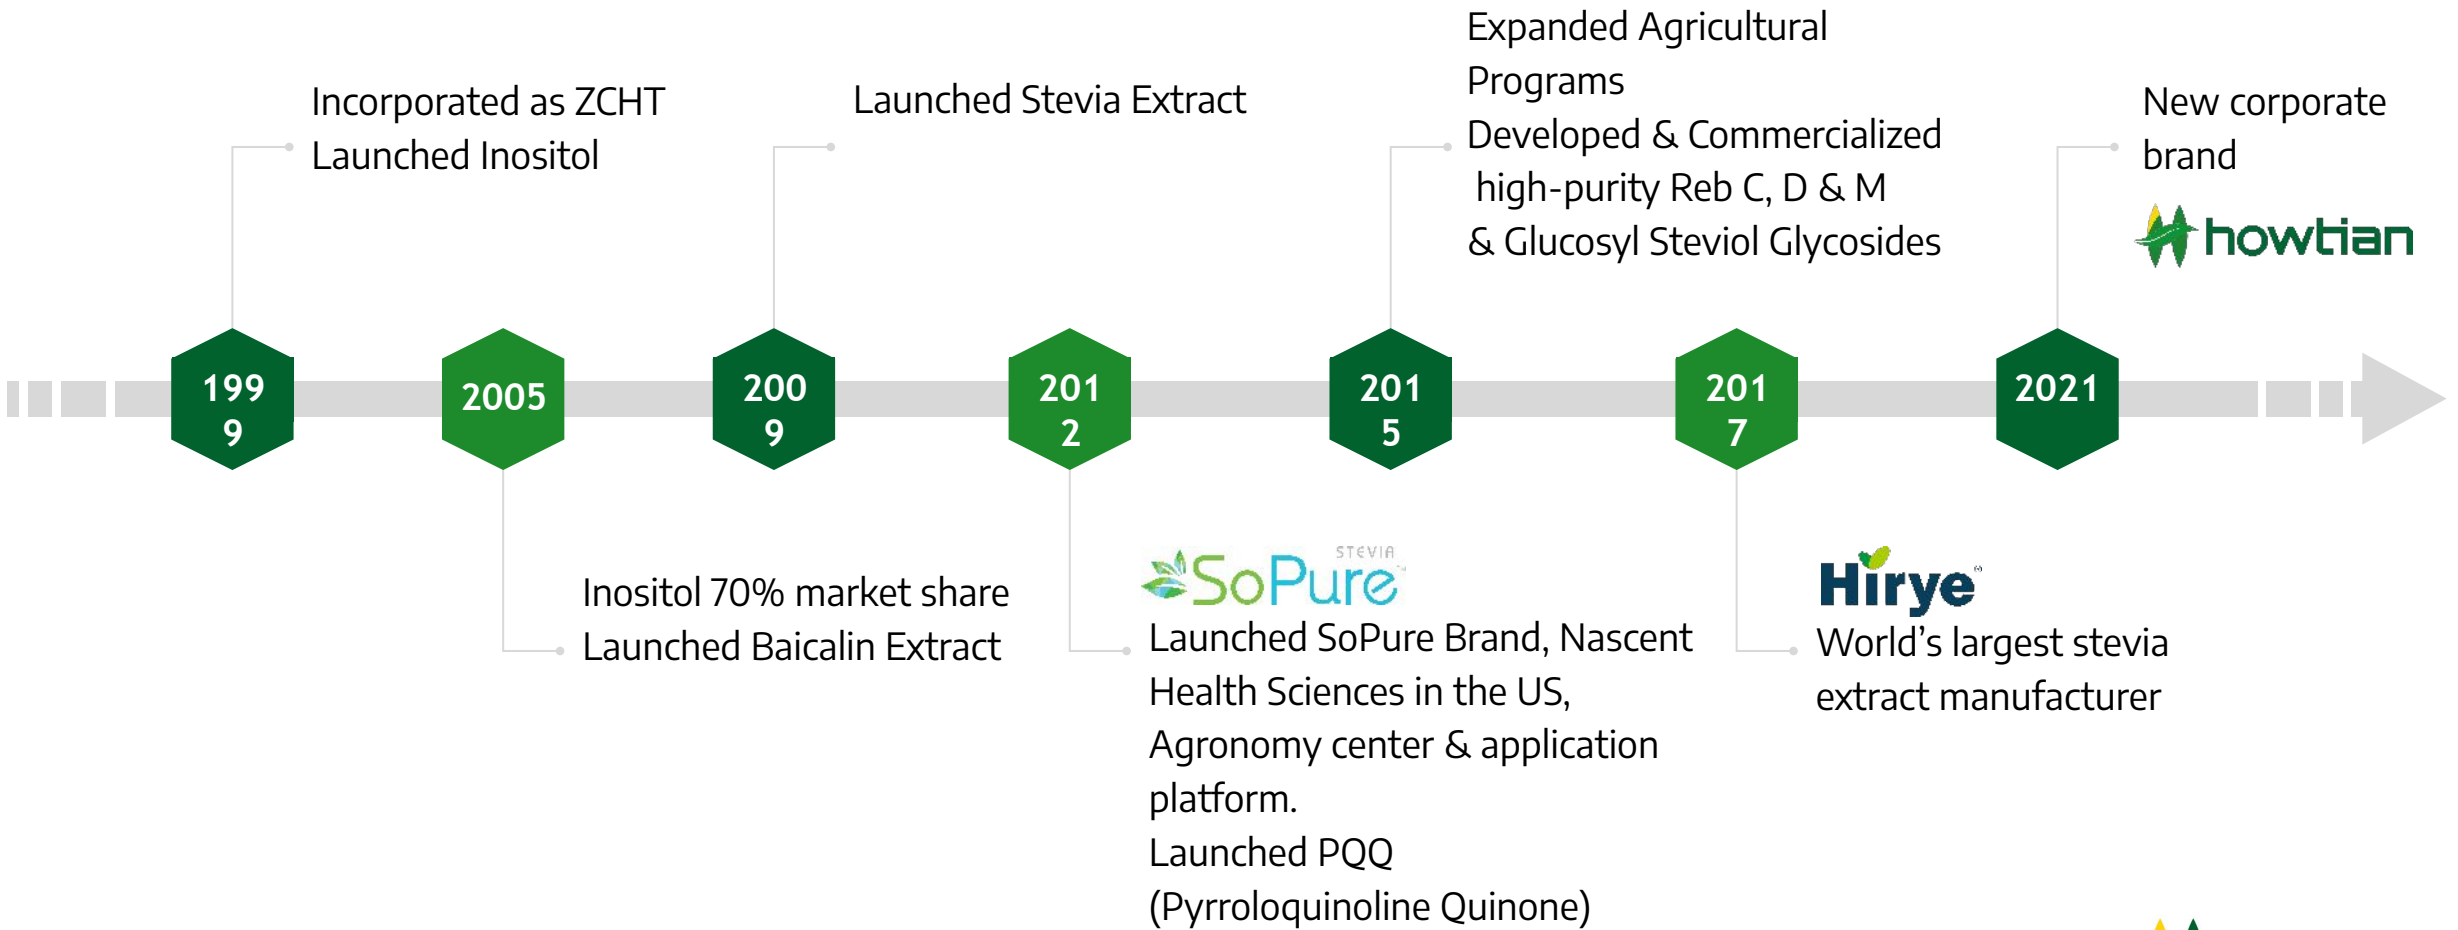 Incorporated as ZCHT
Launched Inositol
Launched Stevia Extract
Expanded Agricultural
Programs
Developed & Commercialized
high-purity Reb C, D & M
& Glucosyl Steviol Glycosides
New corporate
brand
howtian
199
9
2005
200
9
201
2
201
5
201
7
2021
Inositol 70% market share
Launched Baicalin Extract
STEVIA
SoPure™
Launched SoPure Brand, Nascent
Health Sciences in the US,
Agronomy center & application
platform.
Launched PQQ
(Pyrroloquinoline Quinone)
Hirye
World’s largest stevia
extract manufacturer